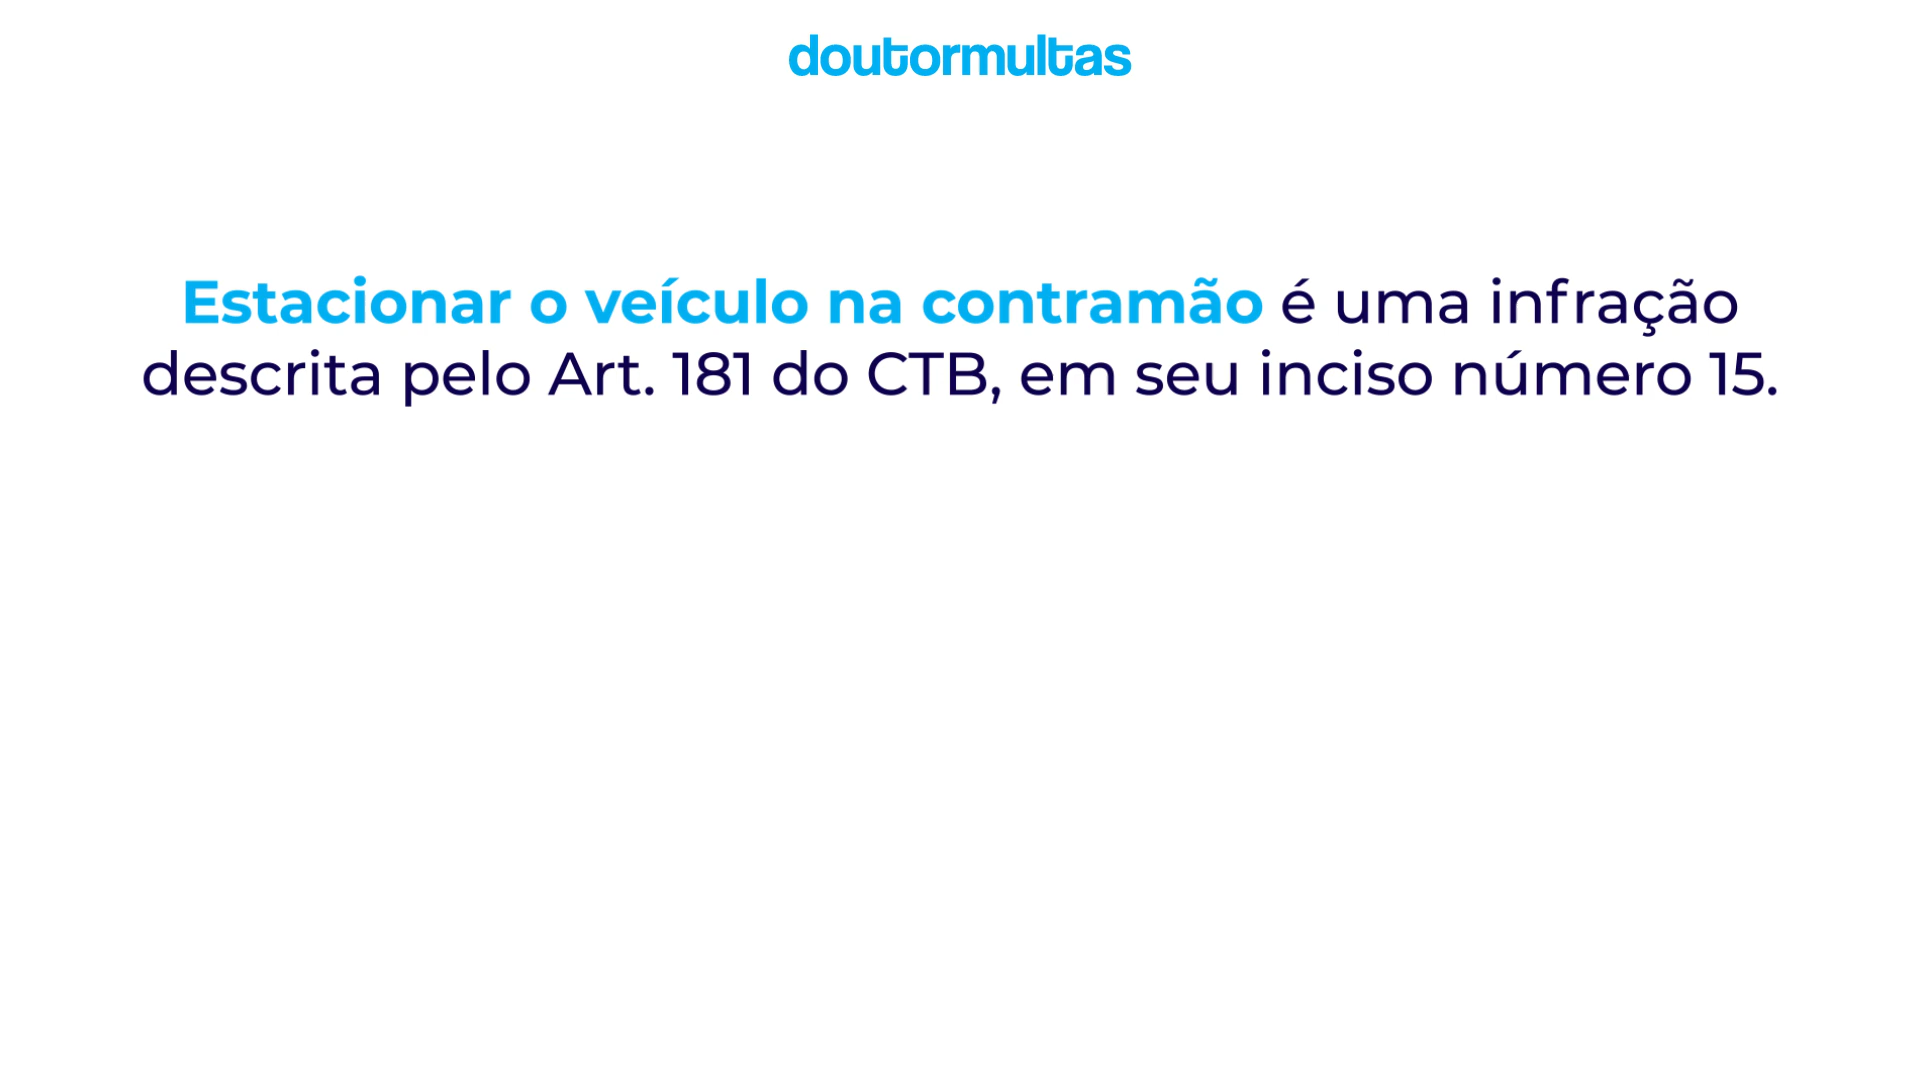 doutormultas
Estacionar o veículo na contramão é uma infração
descrita pelo Art. 181 do CTB, em seu inciso número 15.